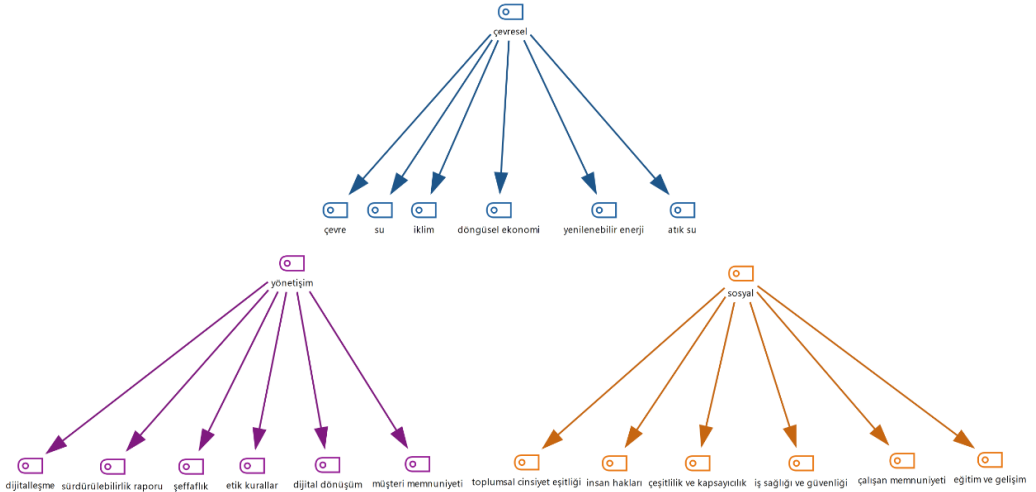 çevresel
çevre
su
iklim
döngüsel ekonomi
yenilenebilir enerji
atık su
yönetişim
dijitalleşme
sürdürülebilirlik raporu
şeffaflık
etik kurallar
dijital dönüşüm
müşteri memnuniyeti
sosyal
toplumsal cinsiyet eşitliği
insan hakları
çeşitlilik ve kapsayıcılık
iş sağlığı ve güvenliği
çalışan memnuniyeti
eğitim ve gelişim